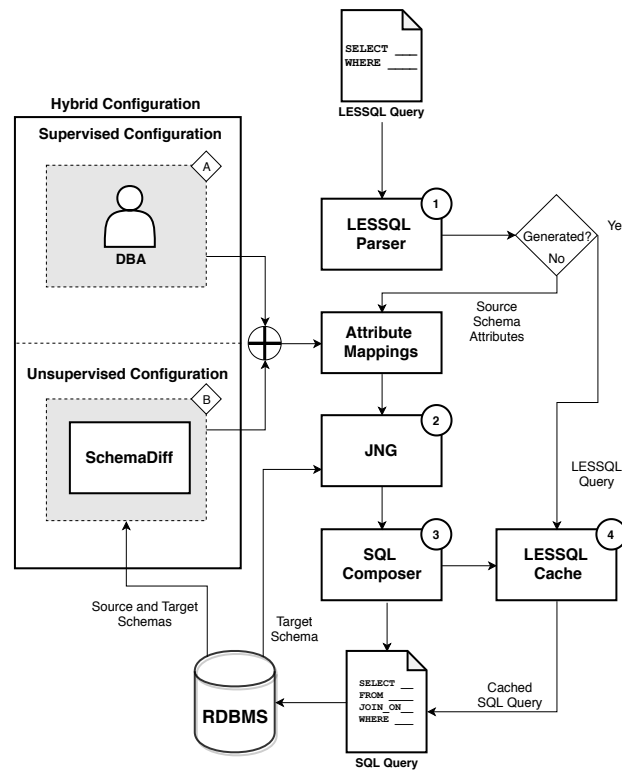 SELECT ___
WHERE ____
LESSQL Query
Hybrid Configuration
Supervised Configuration
A
DBA
1
LESSQL
Parser
Generated?
Ye
No
Source
Schema
Attributes
Attribute
Mappings
Unsupervised Configuration
B
SchemaDiff
2
JNG
LESSQL
Query
3
SQL
Composer
4
LESSQL
Cache
Source and Target
Schemas
Target
Schema
RDBMS
SELECT __
FROM ____
JOIN_ON__
WHERE ___
Cached
SQL Query
SQL Query